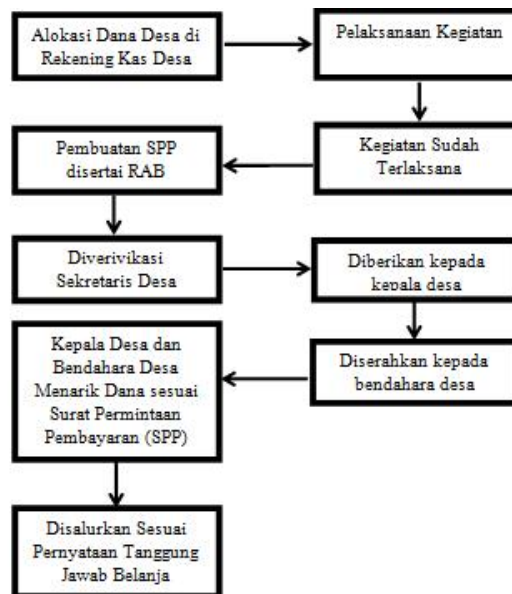 Alokasi Dana Desa di
Rekening Kas Desa
Pelaksanaan Kegiatan
Kegiatan Sudah
Terlaksana
Pembuatan SPP
disertai RAB
Diverivikasi
Sekretaris Desa
Diberikan kepada
kepala desa
Diserahkan kepada
bendahara desa
Kepala Desa dan
Bendahara Desa
Menarik Dana sesuai
Surat Permintaan
Pembayaran (SPP)
Disalurkan Sesuai
Pernyataan Tanggung
Jawab Belanja